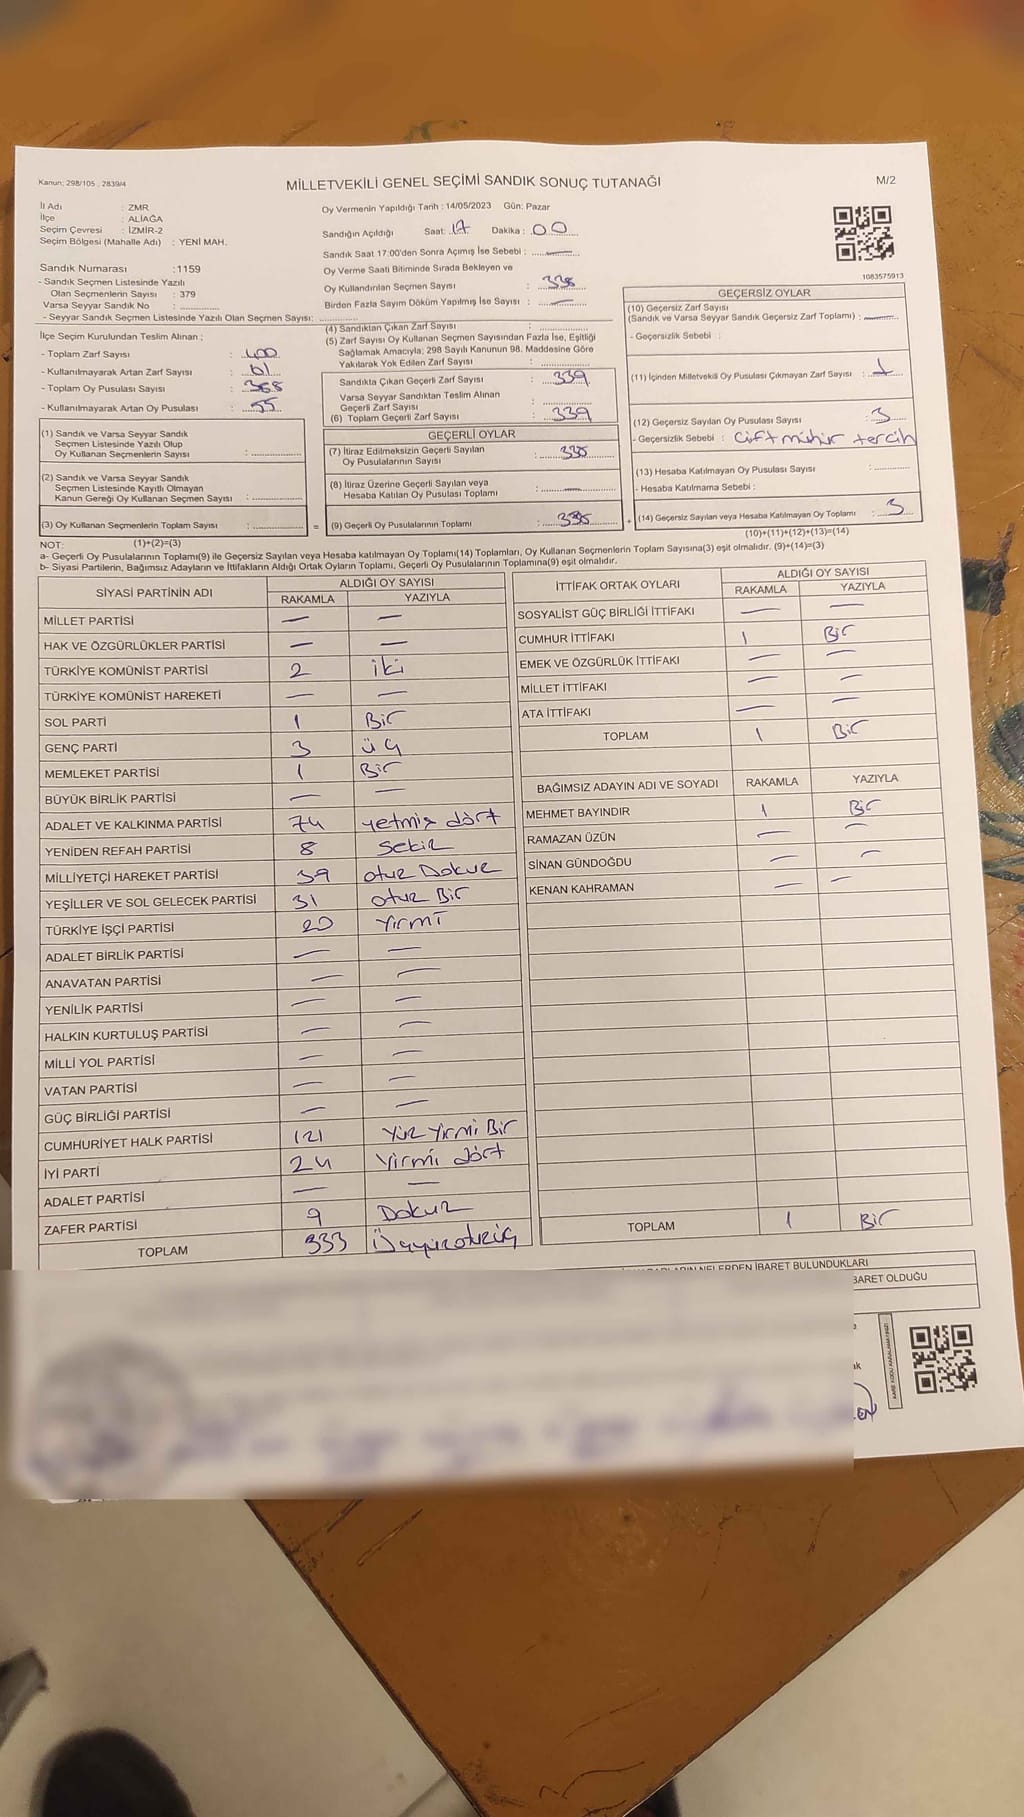 Kanun: 298/105 , 2839/4
MİLLETVEKİLİ GENEL SEÇİMİ SANDIK SONUÇ TUTANAĞI
M/2
İl Adı : ZMR
İlçe : ALİAĞA
Seçim Çevresi : İZMİR-2
Seçim Bölgesi (Mahalle Adı) : YENİ MAH.
Sandık Numarası : 1159
- Sandık Seçmen Listesinde Yazılı
Olan Seçmenlerin Sayısı : 379
Varsa Seyyar Sandık No :
- Seyyar Sandık Seçmen Listesinde Yazılı Olan Seçmen Sayısı:
Oy Vermenin Yapıldığı Tarih : 14/05/2023 Gün: Pazar
Sandığın Açıldığı Saat: 17 Dakika : 00
Sandık Saat 17:00'den Sonra Açımış İse Sebebi : —
Oy Verme Saati Bitiminde Sırada Bekleyen ve
Oy Kullandırılan Seçmen Sayısı : 338
Birden Fazla Sayım Döküm Yapılmış İse Sayısı : —
1083575913
İlçe Seçim Kurulundan Teslim Alınan ;
- Toplam Zarf Sayısı : 400
- Kullanılmayarak Artan Zarf Sayısı : 61
- Toplam Oy Pusulası Sayısı : 388
- Kullanılmayarak Artan Oy Pusulası : 55
(1) Sandık ve Varsa Seyyar Sandık
Seçmen Listesinde Yazılı Olup
Oy Kullanan Seçmenlerin Sayısı :
(2) Sandık ve Varsa Seyyar Sandık
Seçmen Listesinde Kayıtlı Olmayan
Kanun Gereği Oy Kullanan Seçmen Sayısı :
(3) Oy Kullanan Seçmenlerin Toplam Sayısı :
(4) Sandıktan Çıkan Zarf Sayısı :
(5) Zarf Sayısı Oy Kullanan Seçmen Sayısından Fazla İse, Eşitliği
Sağlamak Amacıyla; 298 Sayılı Kanunun 98. Maddesine Göre
Yakılarak Yok Edilen Zarf Sayısı :
Sandıkta Çıkan Geçerli Zarf Sayısı : 339
Varsa Seyyar Sandıktan Teslim Alınan
Geçerli Zarf Sayısı :
(6) Toplam Geçerli Zarf Sayısı : 339
GEÇERLİ OYLAR
(7) İtiraz Edilmeksizin Geçerli Sayılan
Oy Pusulalarının Sayısı : 335
(8) İtiraz Üzerine Geçerli Sayılan veya
Hesaba Katılan Oy Pusulası Toplamı : —
= (9) Geçerli Oy Pusulalarının Toplamı : 335 +
GEÇERSİZ OYLAR
(10) Geçersiz Zarf Sayısı
(Sandık ve Varsa Seyyar Sandık Geçersiz Zarf Toplamı) : —
- Geçersizlik Sebebi :
(11) İçinden Milletvekili Oy Pusulası Çıkmayan Zarf Sayısı : 1
(12) Geçersiz Sayılan Oy Pusulası Sayısı : 3
- Geçersizlik Sebebi : Çift mühür tercih
(13) Hesaba Katılmayan Oy Pusulası Sayısı :
- Hesaba Katılmama Sebebi :
(14) Geçersiz Sayılan veya Hesaba Katılmayan Oy Toplamı : 3
NOT: (1)+(2)=(3)
(10)+(11)+(12)+(13)=(14)
a- Geçerli Oy Pusulalarının Toplamı(9) ile Geçersiz Sayılan veya Hesaba katılmayan Oy Toplamı(14) Toplamları, Oy Kullanan Seçmenlerin Toplam Sayısına(3) eşit olmalıdır. (9)+(14)=(3)
b- Siyasi Partilerin, Bağımsız Adayların ve İttifakların Aldığı Ortak Oyların Toplamı, Geçerli Oy Pusulalarının Toplamına(9) eşit olmalıdır.
SİYASİ PARTİNİN ADI ALDIĞI OY SAYISI
RAKAMLA YAZIYLA
MİLLET PARTİSİ — —
HAK VE ÖZGÜRLÜKLER PARTİSİ — —
TÜRKİYE KOMÜNİST PARTİSİ 2 iki
TÜRKİYE KOMÜNİST HAREKETİ — —
SOL PARTİ 1 Bir
GENÇ PARTİ 3 üç
MEMLEKET PARTİSİ 1 Bir
BÜYÜK BİRLİK PARTİSİ — —
ADALET VE KALKINMA PARTİSİ 74 yetmiş dört
YENİDEN REFAH PARTİSİ 8 Sekiz
MİLLİYETÇİ HAREKET PARTİSİ 39 otuz Dokuz
YEŞİLLER VE SOL GELECEK PARTİSİ 31 otuz Bir
TÜRKİYE İŞÇİ PARTİSİ 20 Yirmi
ADALET BİRLİK PARTİSİ — —
ANAVATAN PARTİSİ — —
YENİLİK PARTİSİ — —
HALKIN KURTULUŞ PARTİSİ — —
MİLLİ YOL PARTİSİ — —
VATAN PARTİSİ — —
GÜÇ BİRLİĞİ PARTİSİ — —
CUMHURİYET HALK PARTİSİ 121 Yüz Yirmi Bir
İYİ PARTİ 24 Yirmi dört
ADALET PARTİSİ — —
ZAFER PARTİSİ 9 Dokuz
TOPLAM 333 Üçyüzotuzüç
İTTİFAK ORTAK OYLARI ALDIĞI OY SAYISI
RAKAMLA YAZIYLA
SOSYALİST GÜÇ BİRLİĞİ İTTİFAKI — —
CUMHUR İTTİFAKI 1 Bir
EMEK VE ÖZGÜRLÜK İTTİFAKI — —
MİLLET İTTİFAKI — —
ATA İTTİFAKI — —
TOPLAM 1 Bir
BAĞIMSIZ ADAYIN ADI VE SOYADI RAKAMLA YAZIYLA
MEHMET BAYINDIR 1 Bir
RAMAZAN ÜZÜN — —
SİNAN GÜNDOĞDU — —
KENAN KAHRAMAN — —
TOPLAM 1 Bir
NELERDEN İBARET BULUNDUKLARI
BARET OLDUĞU